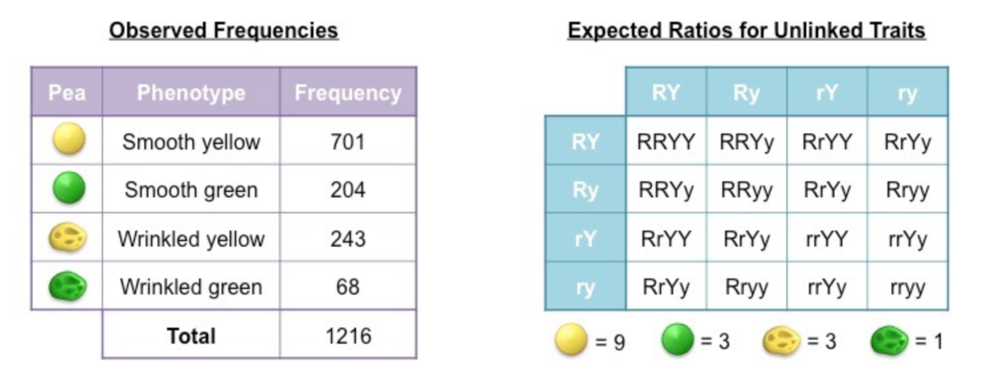 Observed Frequencies
Pea Phenotype Frequency
Smooth yellow 701
Smooth green 204
Wrinkled yellow 243
Wrinkled green 68
Total 1216
Expected Ratios for Unlinked Traits
RY Ry rY ry
RY RRYY RRYy RrYY RrYy
Ry RRYy RRyy RrYy Rryy
rY RrYY RrYy rrYY rrYy
ry RrYy Rryy rrYy rryy
= 9 = 3 = 3 = 1